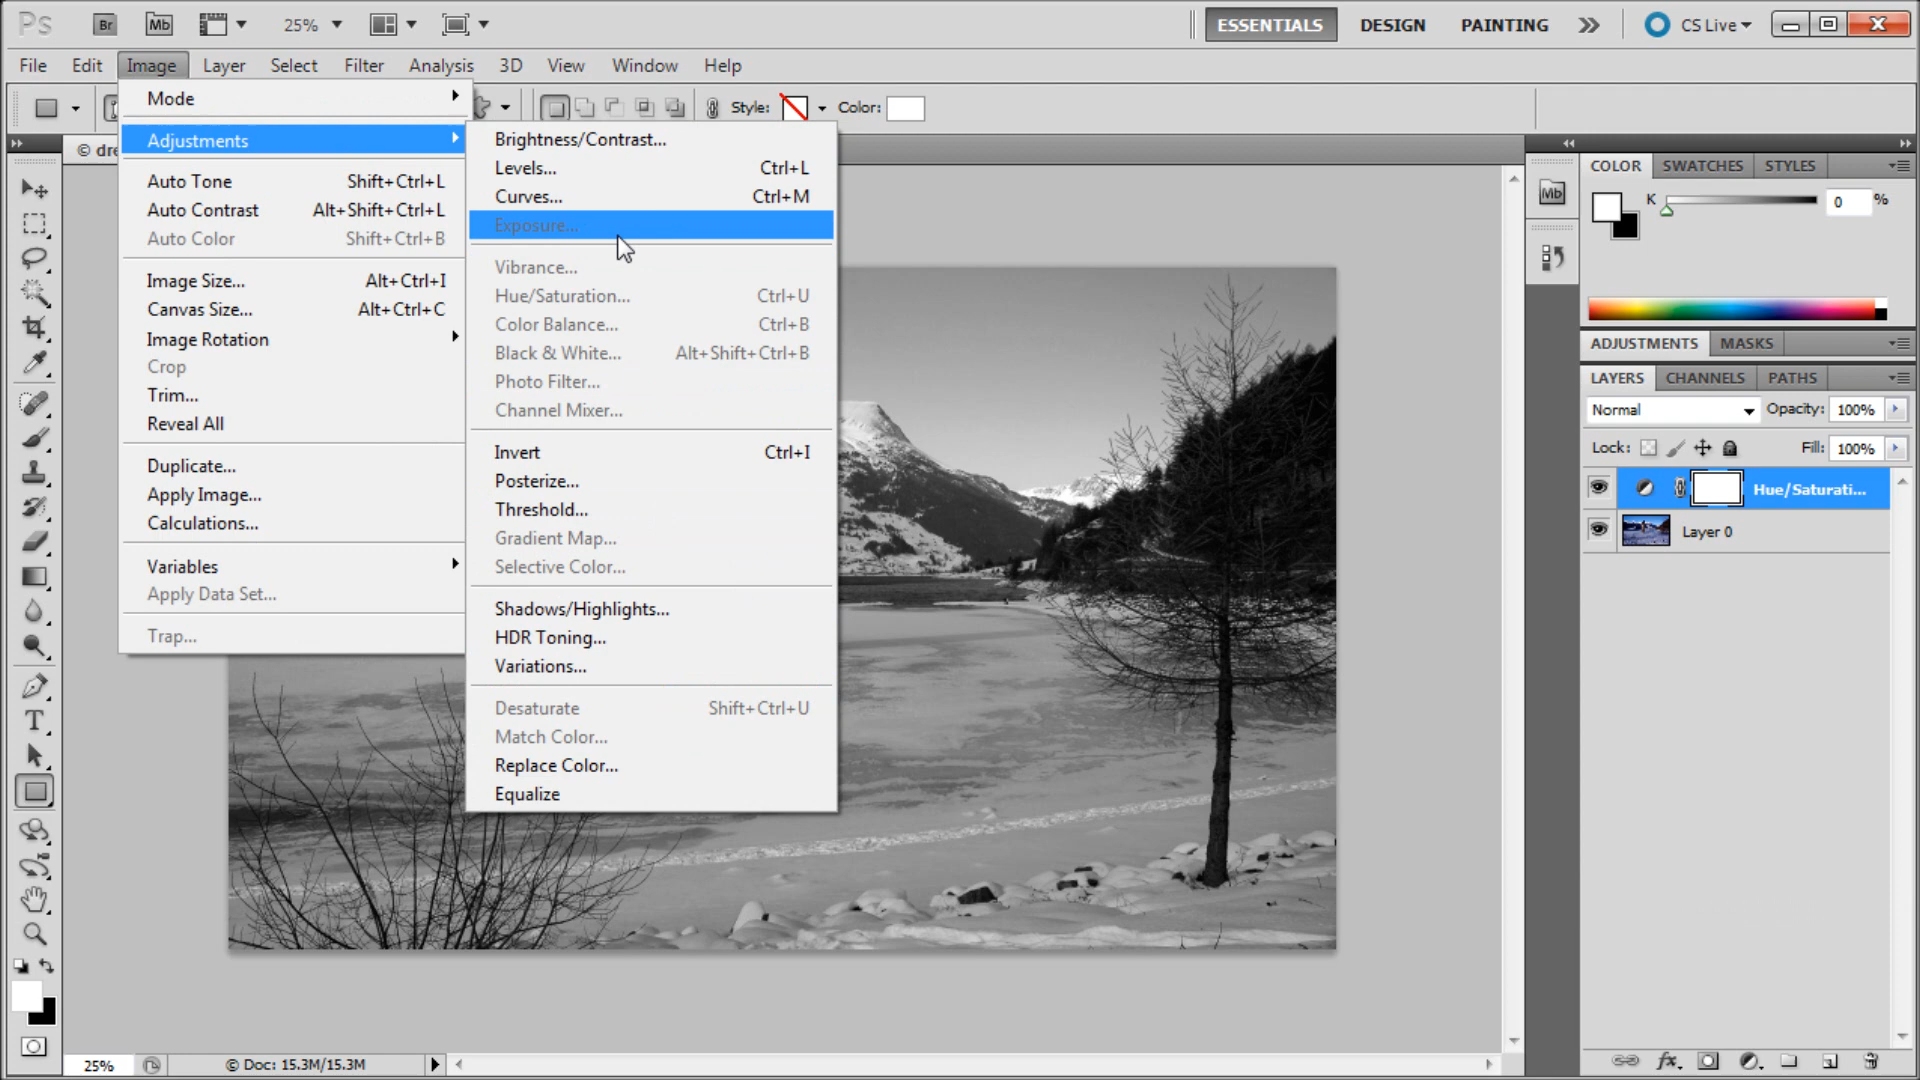 Ps Br Mb 25% ESSENTIALS DESIGN PAINTING CS Live
File Edit Image Layer Select Filter Analysis 3D View Window Help
Style: Color:
© dre
Mode
Adjustments
Auto Tone Shift+Ctrl+L
Auto Contrast Alt+Shift+Ctrl+L
Auto Color Shift+Ctrl+B
Image Size... Alt+Ctrl+I
Canvas Size... Alt+Ctrl+C
Image Rotation
Crop
Trim...
Reveal All
Duplicate...
Apply Image...
Calculations...
Variables
Apply Data Set...
Trap...
Brightness/Contrast...
Levels... Ctrl+L
Curves... Ctrl+M
Exposure...
Vibrance...
Hue/Saturation... Ctrl+U
Color Balance... Ctrl+B
Black & White... Alt+Shift+Ctrl+B
Photo Filter...
Channel Mixer...
Invert Ctrl+I
Posterize...
Threshold...
Gradient Map...
Selective Color...
Shadows/Highlights...
HDR Toning...
Variations...
Desaturate Shift+Ctrl+U
Match Color...
Replace Color...
Equalize
Mb
COLOR SWATCHES STYLES
K 0 %
ADJUSTMENTS MASKS
LAYERS CHANNELS PATHS
Normal Opacity: 100%
Lock: Fill: 100%
Hue/Saturati...
Layer 0
25% © Doc: 15.3M/15.3M